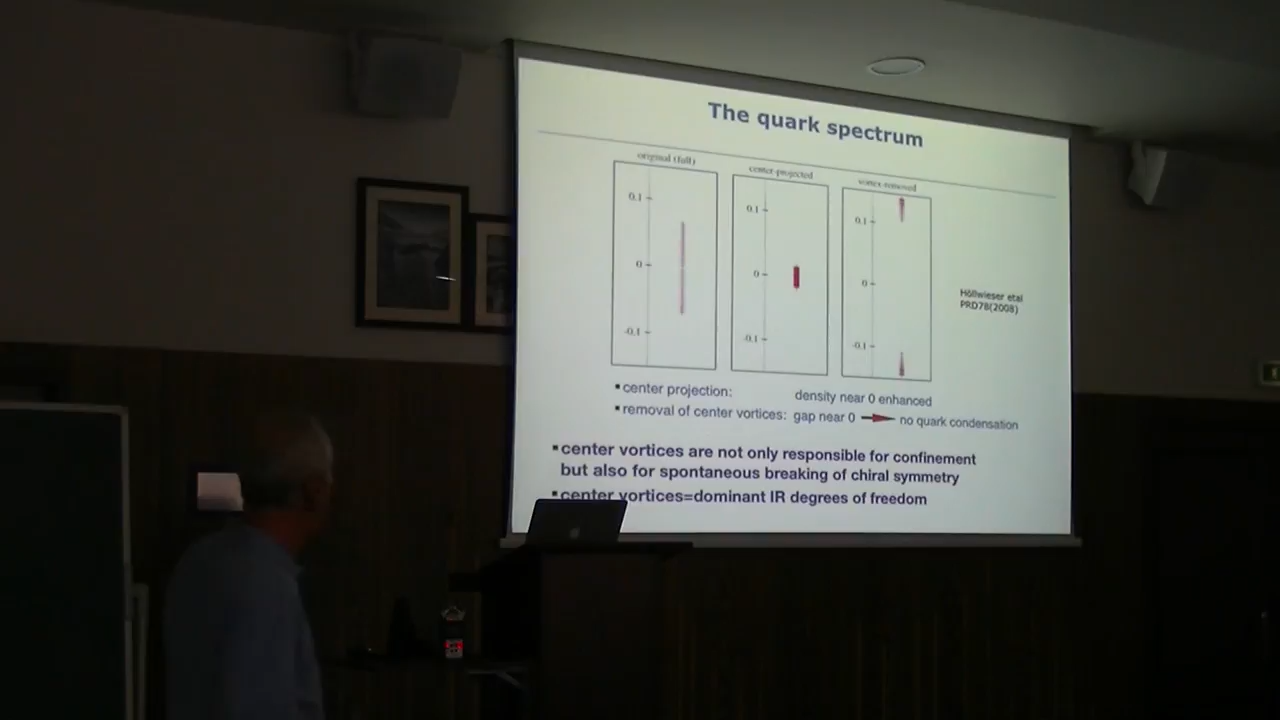 The quark spectrum
original (full)
center-projected
vortex-removed
0.1
0
-0.1
0.1
0
-0.1
0.1
0
-0.1
Höllwieser etal
PRD78(2008)
▪center projection: density near 0 enhanced
▪removal of center vortices: gap near 0 no quark condensation
▪center vortices are not only responsible for confinement
but also for spontaneous breaking of chiral symmetry
▪center vortices=dominant IR degrees of freedom